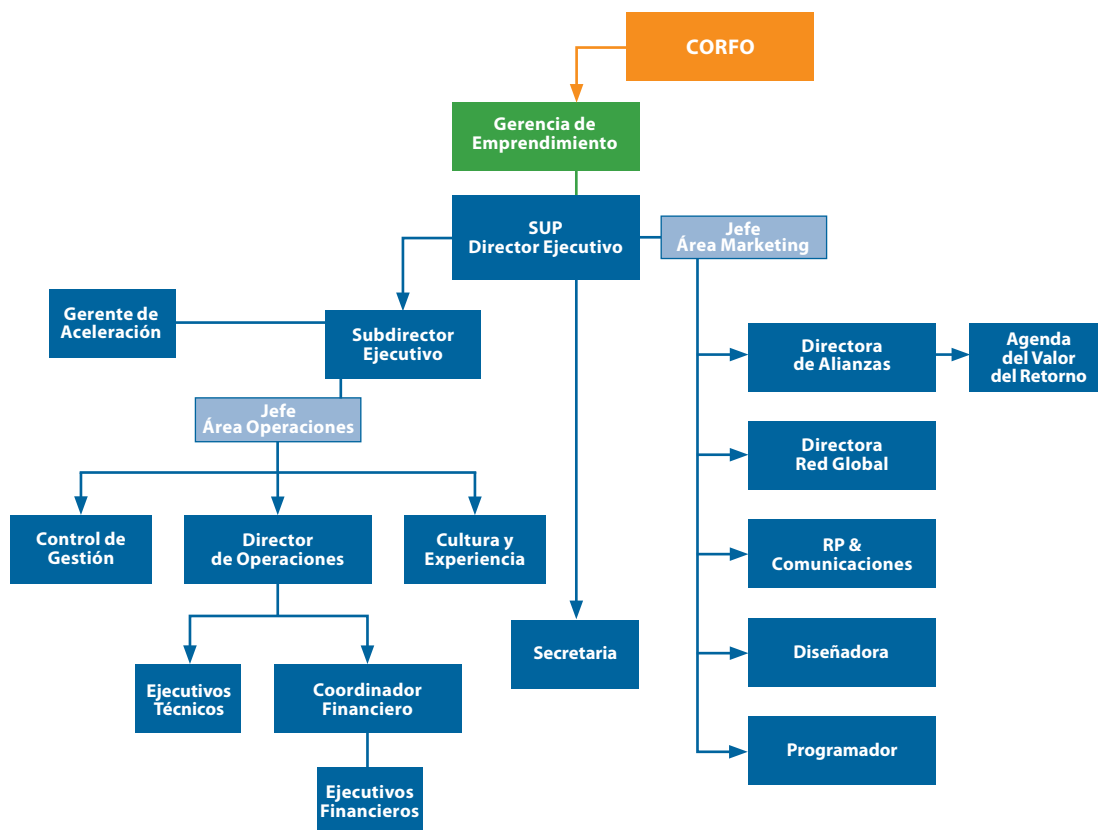 CORFO
Gerencia de
Emprendimiento
SUP
Director Ejecutivo
Jefe
Área Marketing
Gerente de
Aceleración
Subdirector
Ejecutivo
Directora
de Alianzas
Agenda
del Valor
del Retorno
Jefe
Área Operaciones
Directora
Red Global
Control de
Gestión
Director
de Operaciones
Cultura y
Experiencia
RP &
Comunicaciones
Secretaria
Diseñadora
Ejecutivos
Técnicos
Coordinador
Financiero
Programador
Ejecutivos
Financieros